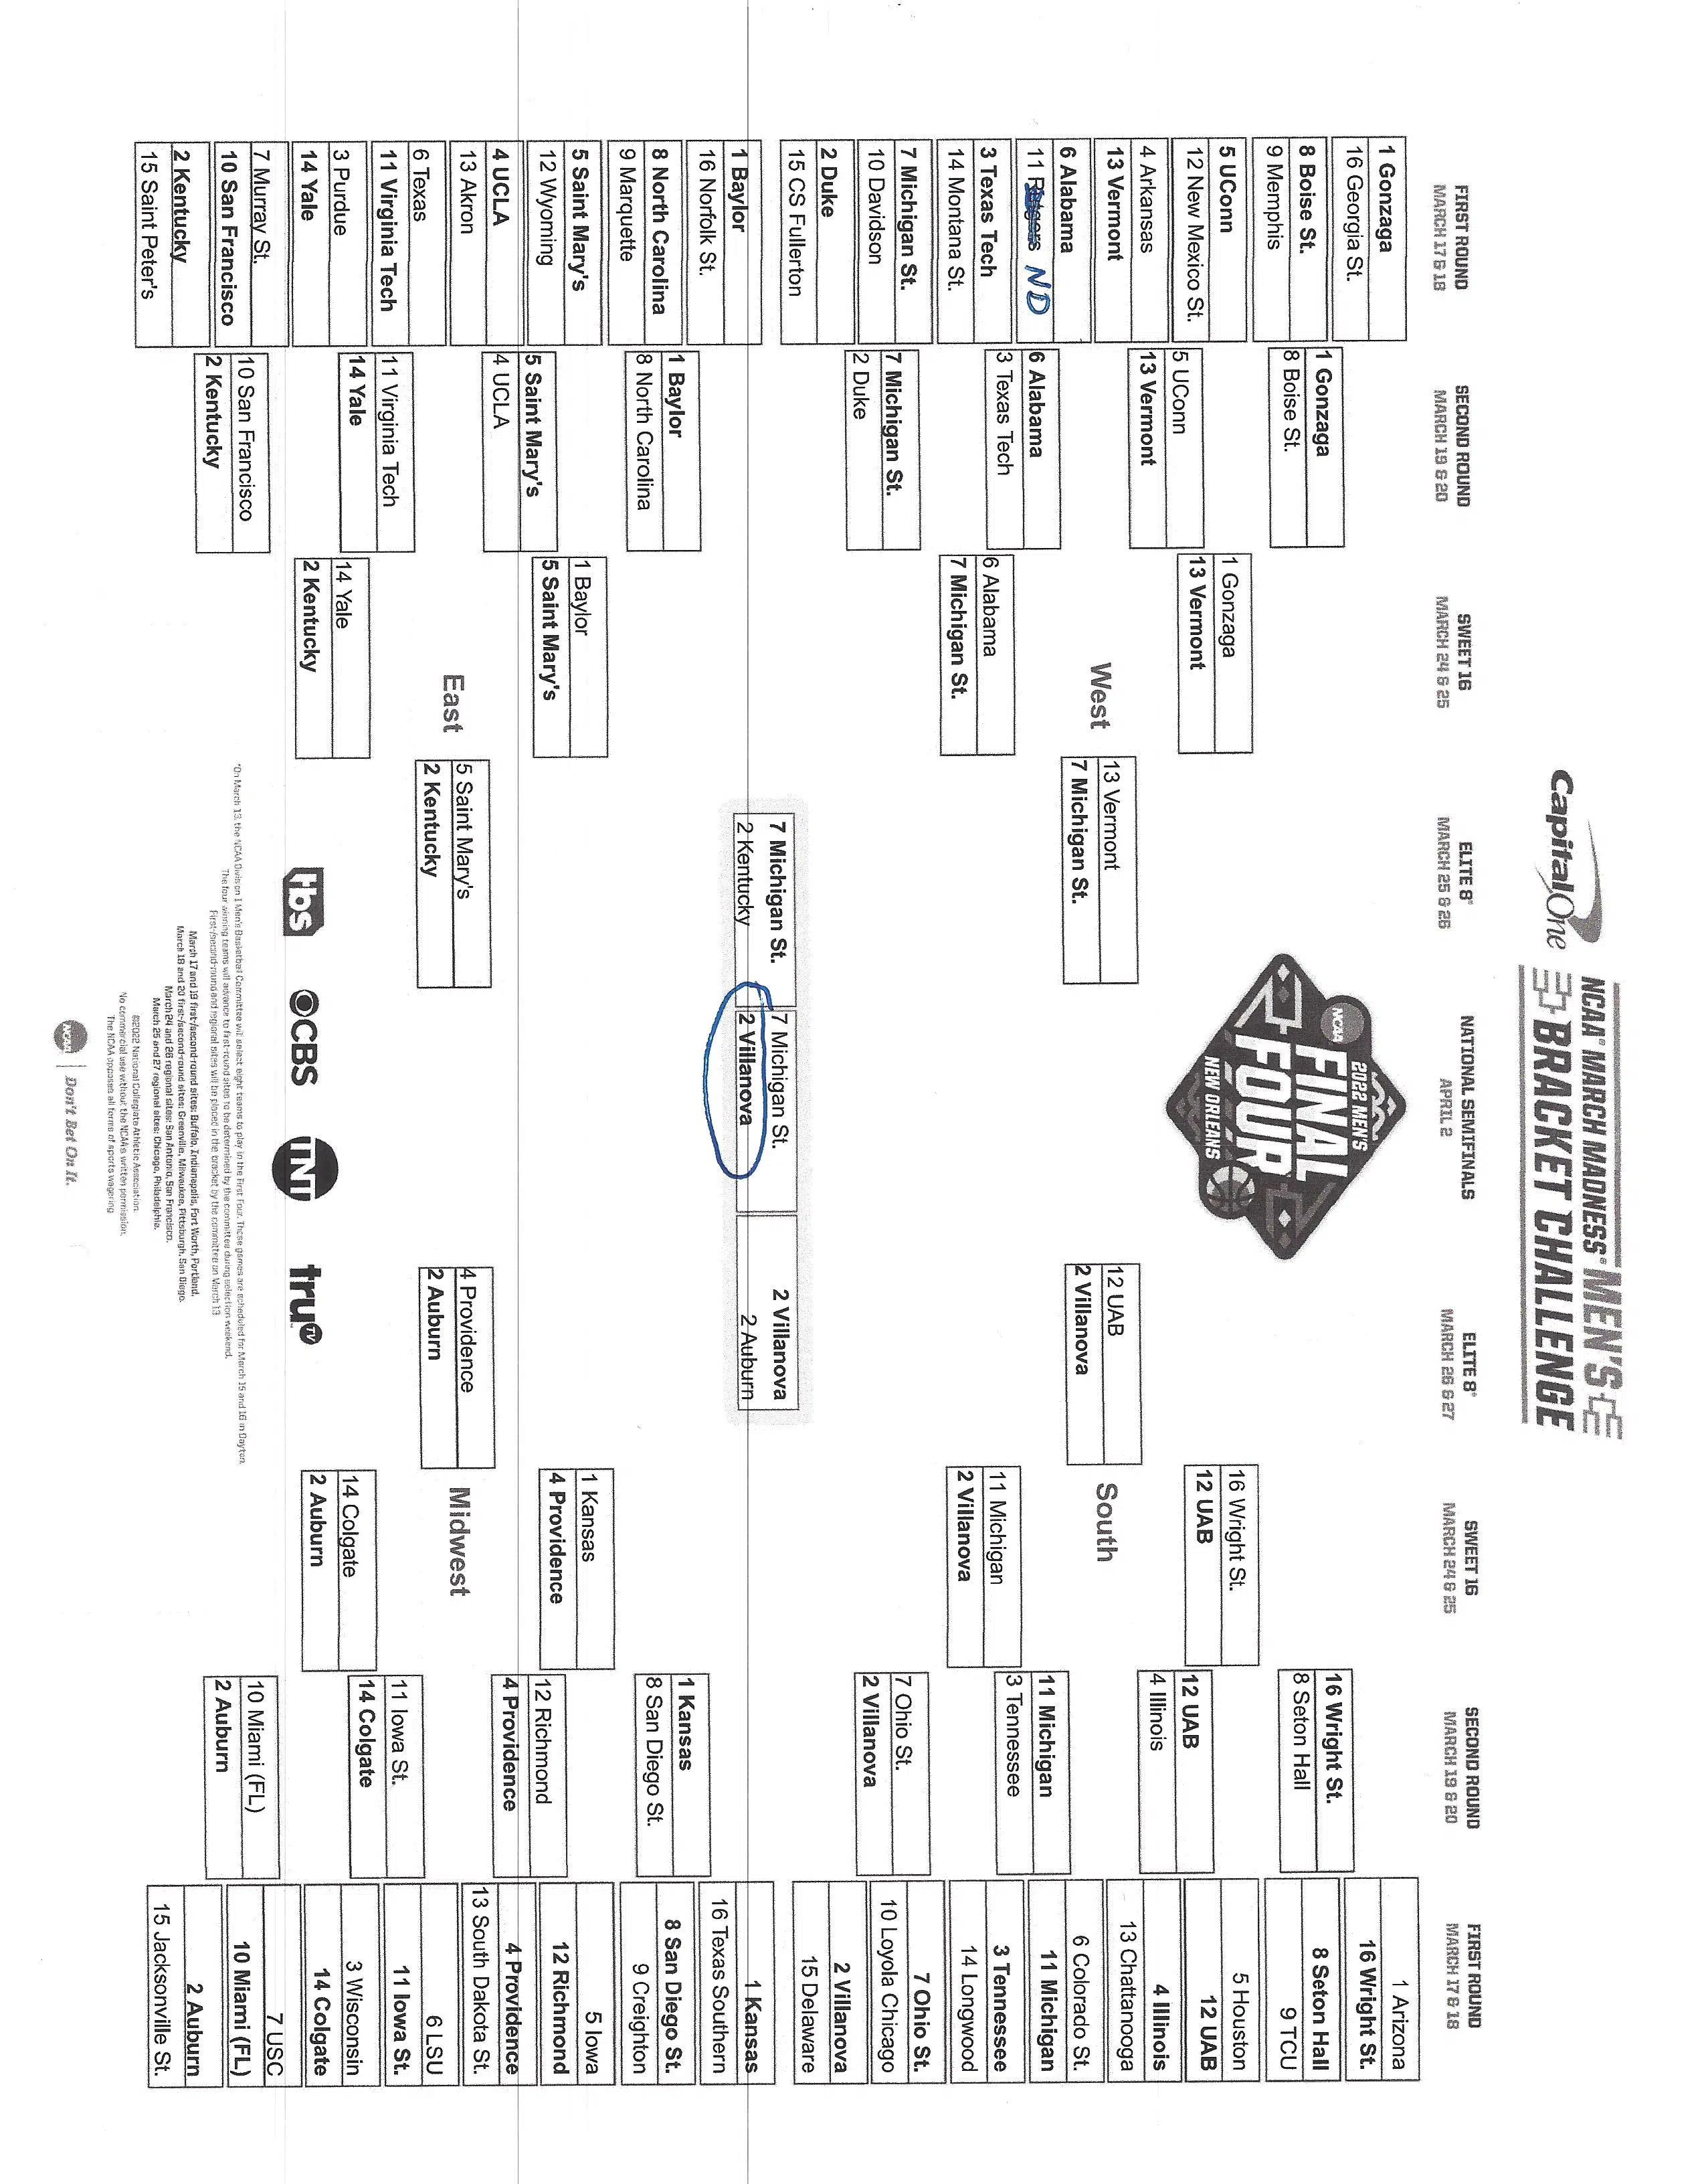 CapitalOne
NCAA® MARCH MADNESS® MEN'S
BRACKET CHALLENGE
FIRST ROUND
MARCH 17 & 18
SECOND ROUND
MARCH 19 & 20
SWEET 16
MARCH 24 & 25
ELITE 8®
MARCH 25 & 26
NATIONAL SEMIFINALS
APRIL 2
ELITE 8®
MARCH 26 & 27
SWEET 16
MARCH 24 & 25
SECOND ROUND
MARCH 19 & 20
FIRST ROUND
MARCH 17 & 18
1 Gonzaga
16 Georgia St.
8 Boise St.
9 Memphis
5 UConn
12 New Mexico St.
4 Arkansas
13 Vermont
6 Alabama
11 Rutgers ND
3 Texas Tech
14 Montana St.
7 Michigan St.
10 Davidson
2 Duke
15 CS Fullerton
1 Baylor
16 Norfolk St.
8 North Carolina
9 Marquette
5 Saint Mary's
12 Wyoming
4 UCLA
13 Akron
6 Texas
11 Virginia Tech
3 Purdue
14 Yale
7 Murray St.
10 San Francisco
2 Kentucky
15 Saint Peter's
1 Gonzaga
8 Boise St.
5 UConn
13 Vermont
6 Alabama
3 Texas Tech
7 Michigan St.
2 Duke
1 Baylor
8 North Carolina
5 Saint Mary's
4 UCLA
11 Virginia Tech
14 Yale
10 San Francisco
2 Kentucky
1 Gonzaga
13 Vermont
6 Alabama
7 Michigan St.
1 Baylor
5 Saint Mary's
14 Yale
2 Kentucky
West
East
13 Vermont
7 Michigan St.
5 Saint Mary's
2 Kentucky
NCAA
2022 MEN'S
FINAL
FOUR
NEW ORLEANS
7 Michigan St.
2 Kentucky
7 Michigan St.
2 Villanova
2 Villanova
2 Auburn
12 UAB
2 Villanova
4 Providence
2 Auburn
South
Midwest
16 Wright St.
12 UAB
11 Michigan
2 Villanova
1 Kansas
4 Providence
14 Colgate
2 Auburn
16 Wright St.
8 Seton Hall
12 UAB
4 Illinois
11 Michigan
3 Tennessee
7 Ohio St.
2 Villanova
1 Kansas
8 San Diego St.
12 Richmond
4 Providence
11 Iowa St.
14 Colgate
10 Miami (FL)
2 Auburn
1 Arizona
16 Wright St.
8 Seton Hall
9 TCU
5 Houston
12 UAB
4 Illinois
13 Chattanooga
6 Colorado St.
11 Michigan
3 Tennessee
14 Longwood
7 Ohio St.
10 Loyola Chicago
2 Villanova
15 Delaware
1 Kansas
16 Texas Southern
8 San Diego St.
9 Creighton
5 Iowa
12 Richmond
4 Providence
13 South Dakota St.
6 LSU
11 Iowa St.
3 Wisconsin
14 Colgate
7 USC
10 Miami (FL)
2 Auburn
15 Jacksonville St.
tbs
CBS
TNT
truTV
*On March 13, the NCAA Division 1 Men's Basketball Committee will select eight teams to play in the First Four. These games are scheduled for March 15 and 16 in Dayton.
The four winning teams will advance to first-round sites to be determined by the committee during selection weekend.
First-/second-round and regional sites will be placed in the bracket by the committee on March 13
March 17 and 19 first-/second-round sites: Buffalo, Indianapolis, Fort Worth, Portland.
March 18 and 20 first-/second-round sites: Greenville, Milwaukee, Pittsburgh, San Diego.
March 24 and 26 regional sites: San Antonio, San Francisco.
March 25 and 27 regional sites: Chicago, Philadelphia.
©2022 National Collegiate Athletic Association.
No commercial use without the NCAA's written permission.
The NCAA opposes all forms of sports wagering
NCAA Don't Bet On It.